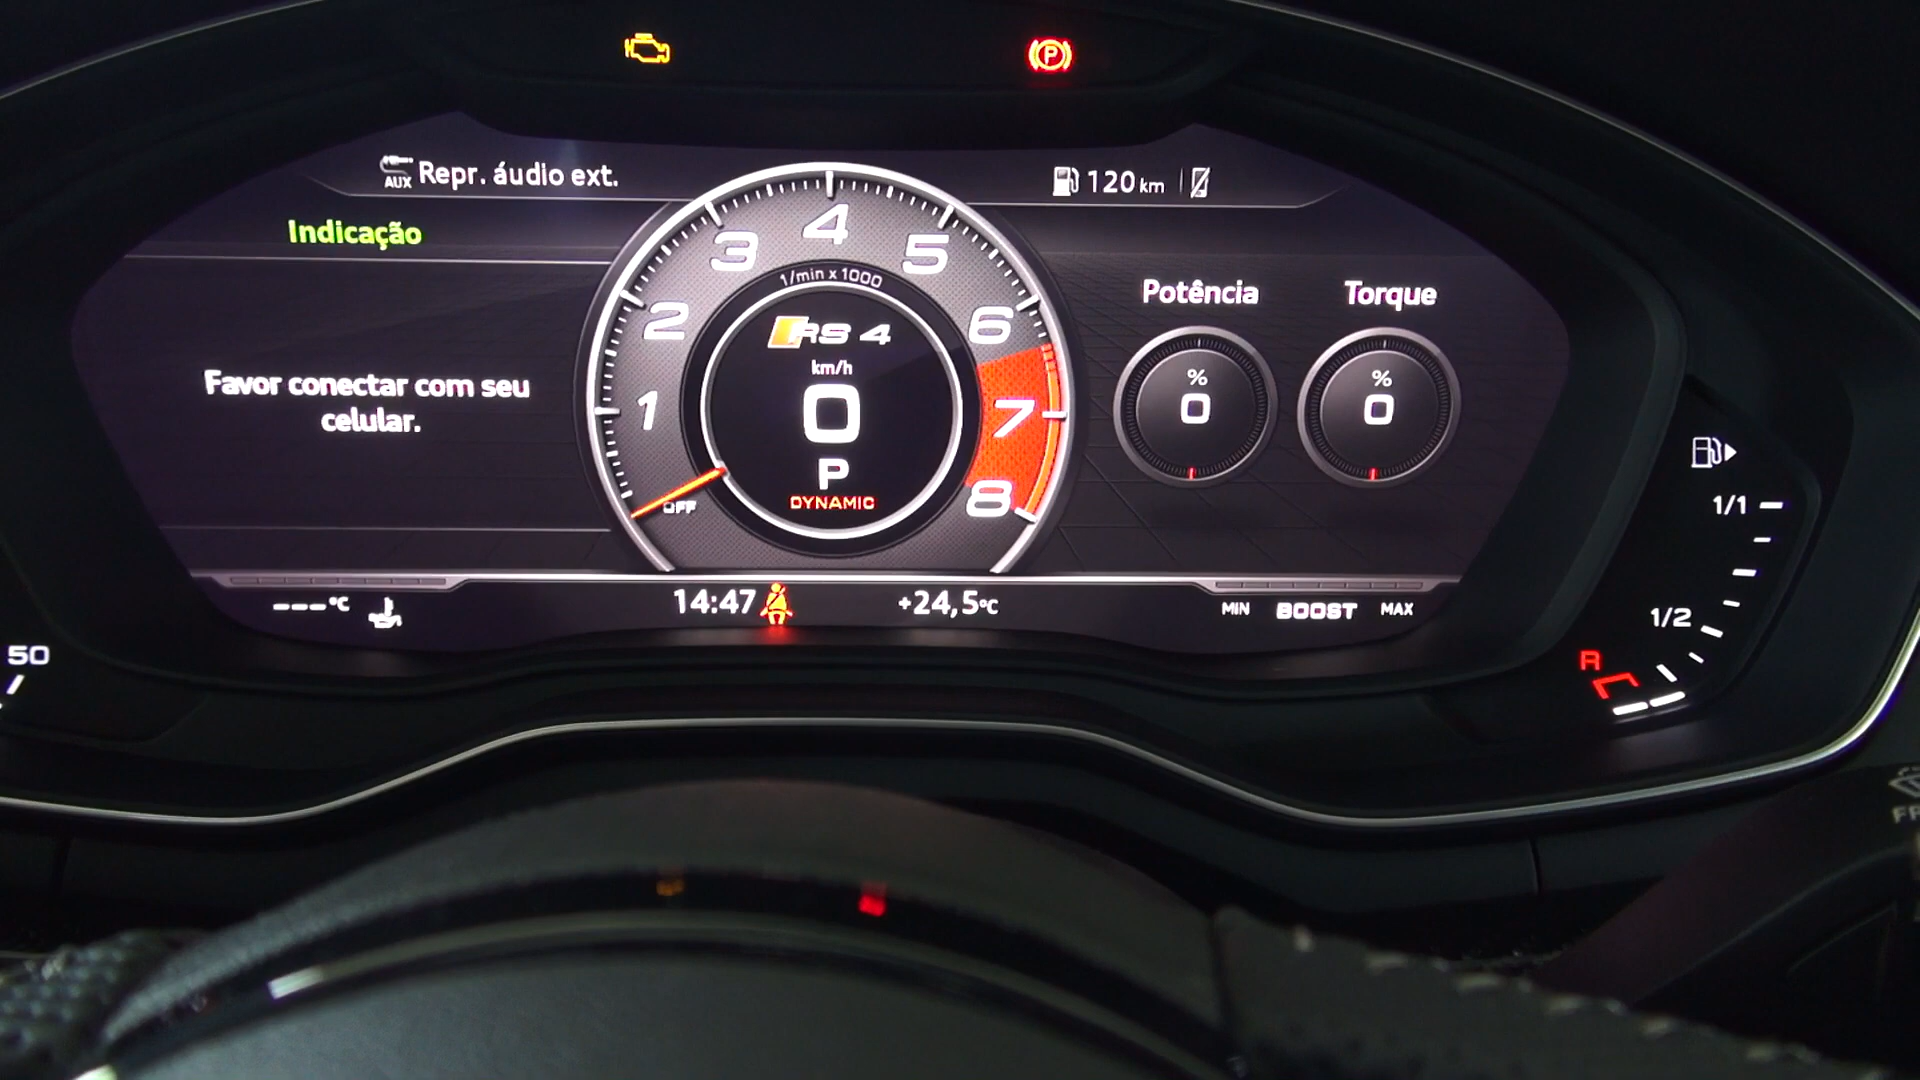 AUX Repr. áudio ext.
120 km
Indicação
Favor conectar com seu
celular.
1 2 3 4 5 6 7 8
1/min x 1000
RS 4
km/h
0
P
DYNAMIC
OFF
Potência
% 0
Torque
% 0
---°C
14:47
+24,5°C
MIN BOOST MAX
1/1
1/2
R
50